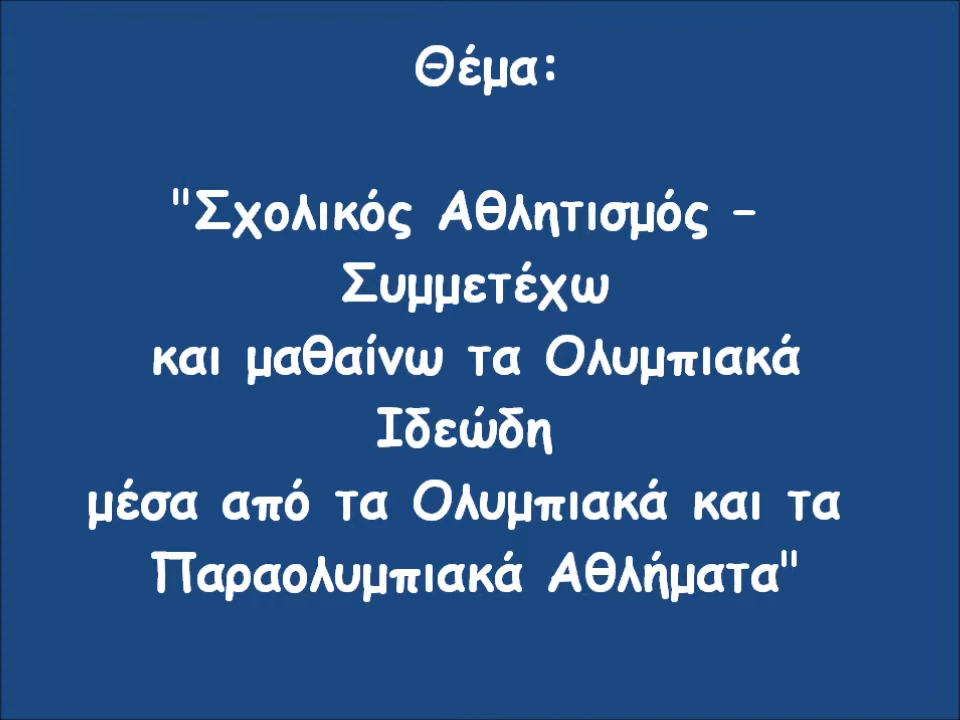 Θέμα:
"Σχολικός Αθλητισμός –
Συμμετέχω
και μαθαίνω τα Ολυμπιακά
Ιδεώδη
μέσα από τα Ολυμπιακά και τα
Παραολυμπιακά Αθλήματα"